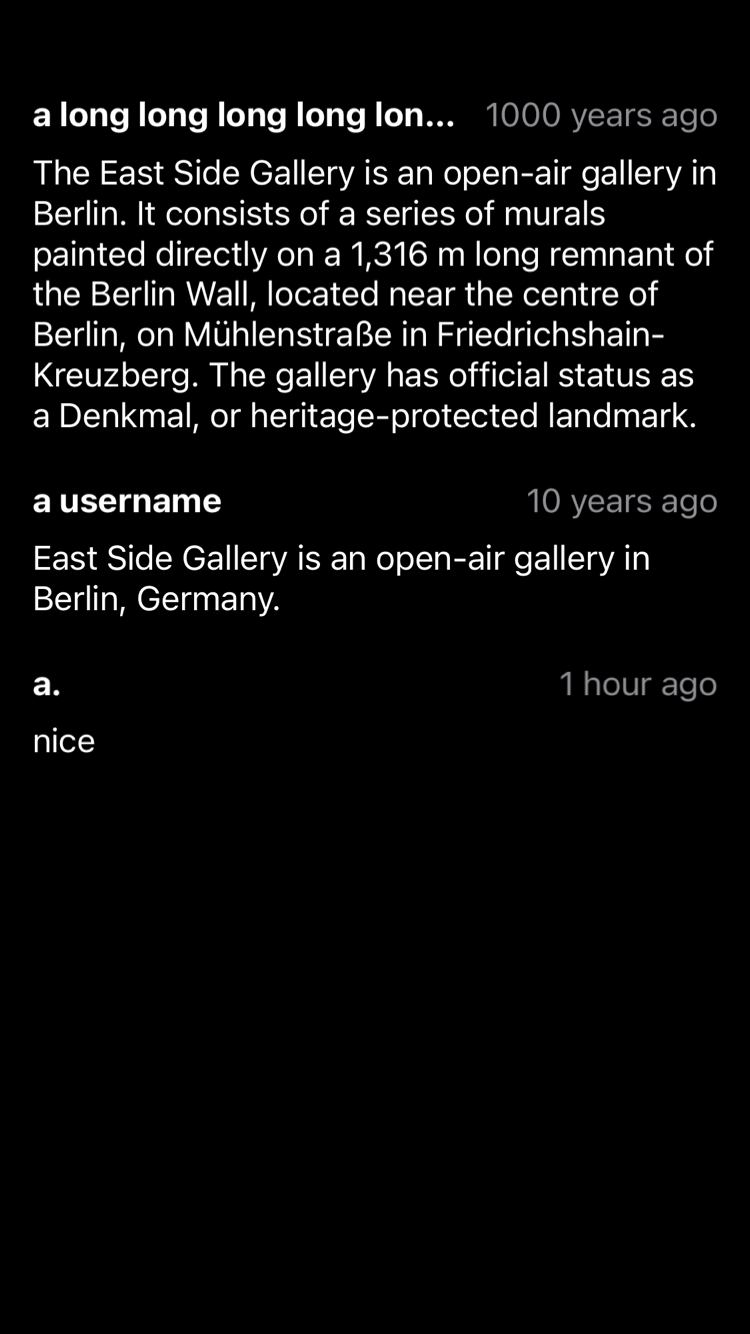 a long long long long lon... 1000 years ago
The East Side Gallery is an open-air gallery in
Berlin. It consists of a series of murals
painted directly on a 1,316 m long remnant of
the Berlin Wall, located near the centre of
Berlin, on Mühlenstraße in Friedrichshain-
Kreuzberg. The gallery has official status as
a Denkmal, or heritage-protected landmark.
a username 10 years ago
East Side Gallery is an open-air gallery in
Berlin, Germany.
a. 1 hour ago
nice